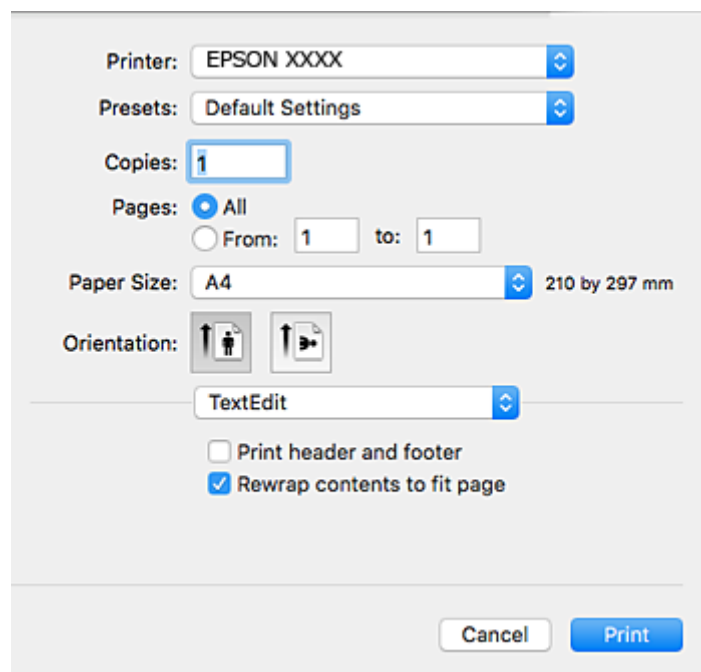 Printer: EPSON XXXX
Presets: Default Settings
Copies: 1
Pages: All
From: 1 to: 1
Paper Size: A4 210 by 297 mm
Orientation:
TextEdit
Print header and footer
Rewrap contents to fit page
Cancel Print